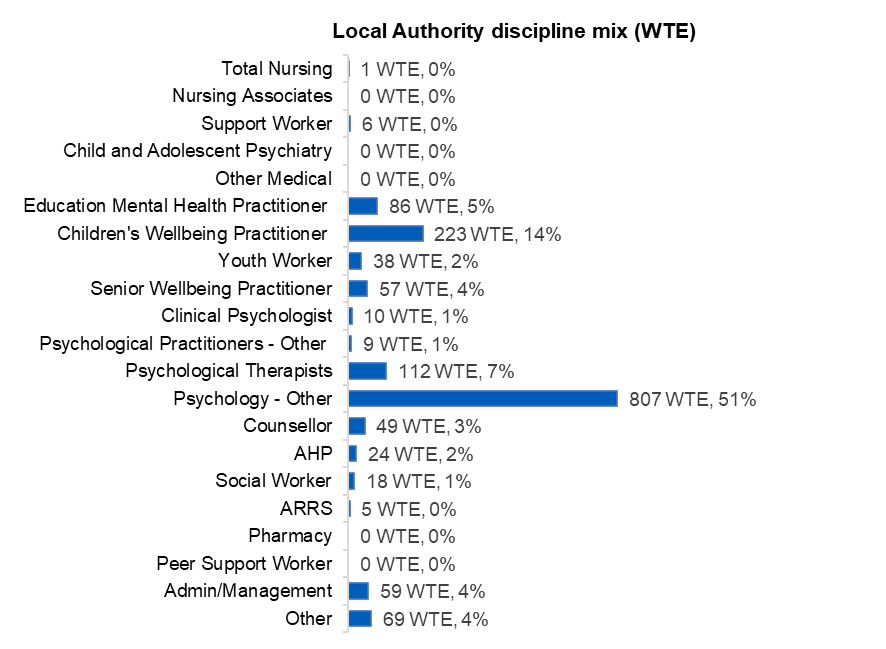 Local Authority discipline mix (WTE)
Total Nursing 1 WTE, 0%
Nursing Associates 0 WTE, 0%
Support Worker 6 WTE, 0%
Child and Adolescent Psychiatry 0 WTE, 0%
Other Medical 0 WTE, 0%
Education Mental Health Practitioner 86 WTE, 5%
Children's Wellbeing Practitioner 223 WTE, 14%
Youth Worker 38 WTE, 2%
Senior Wellbeing Practitioner 57 WTE, 4%
Clinical Psychologist 10 WTE, 1%
Psychological Practitioners - Other 9 WTE, 1%
Psychological Therapists 112 WTE, 7%
Psychology - Other 807 WTE, 51%
Counsellor 49 WTE, 3%
AHP 24 WTE, 2%
Social Worker 18 WTE, 1%
ARRS 5 WTE, 0%
Pharmacy 0 WTE, 0%
Peer Support Worker 0 WTE, 0%
Admin/Management 59 WTE, 4%
Other 69 WTE, 4%